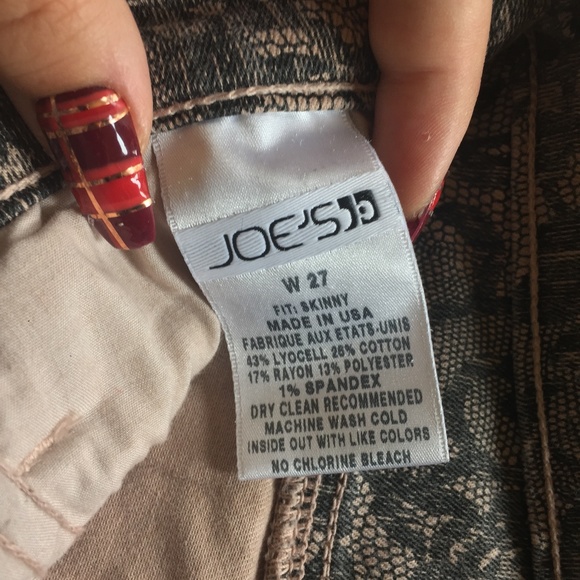 JOE'S
W 27
FIT: SKINNY
MADE IN USA
FABRIQUE AUX ETATS-UNIS
43% LYOCELL 26% COTTON
17% RAYON 13% POLYESTER
1% SPANDEX
DRY CLEAN RECOMMENDED
MACHINE WASH COLD
INSIDE OUT WITH LIKE COLORS
NO CHLORINE BLEACH